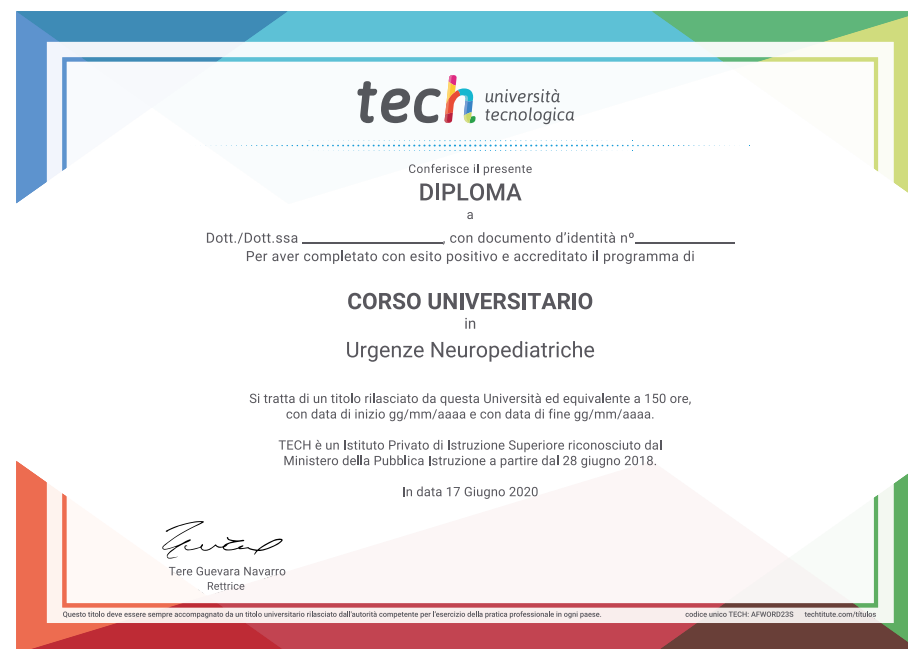 tech università
tecnologica
Conferisce il presente
DIPLOMA
a
Dott./Dott.ssa ____________________, con documento d'identità nº______________
Per aver completato con esito positivo e accreditato il programma di
CORSO UNIVERSITARIO
in
Urgenze Neuropediatriche
Si tratta di un titolo rilasciato da questa Università ed equivalente a 150 ore,
con data di inizio gg/mm/aaaa e con data di fine gg/mm/aaaa.
TECH è un Istituto Privato di Istruzione Superiore riconosciuto dal
Ministero della Pubblica Istruzione a partire dal 28 giugno 2018.
In data 17 Giugno 2020
Tere Guevara Navarro
Rettrice
Questo titolo deve essere sempre accompagnato da un titolo universitario rilasciato dall'autorità competente per l'esercizio della pratica professionale in ogni paese. codice unico TECH: AFWORD23S techtitute.com/titulos